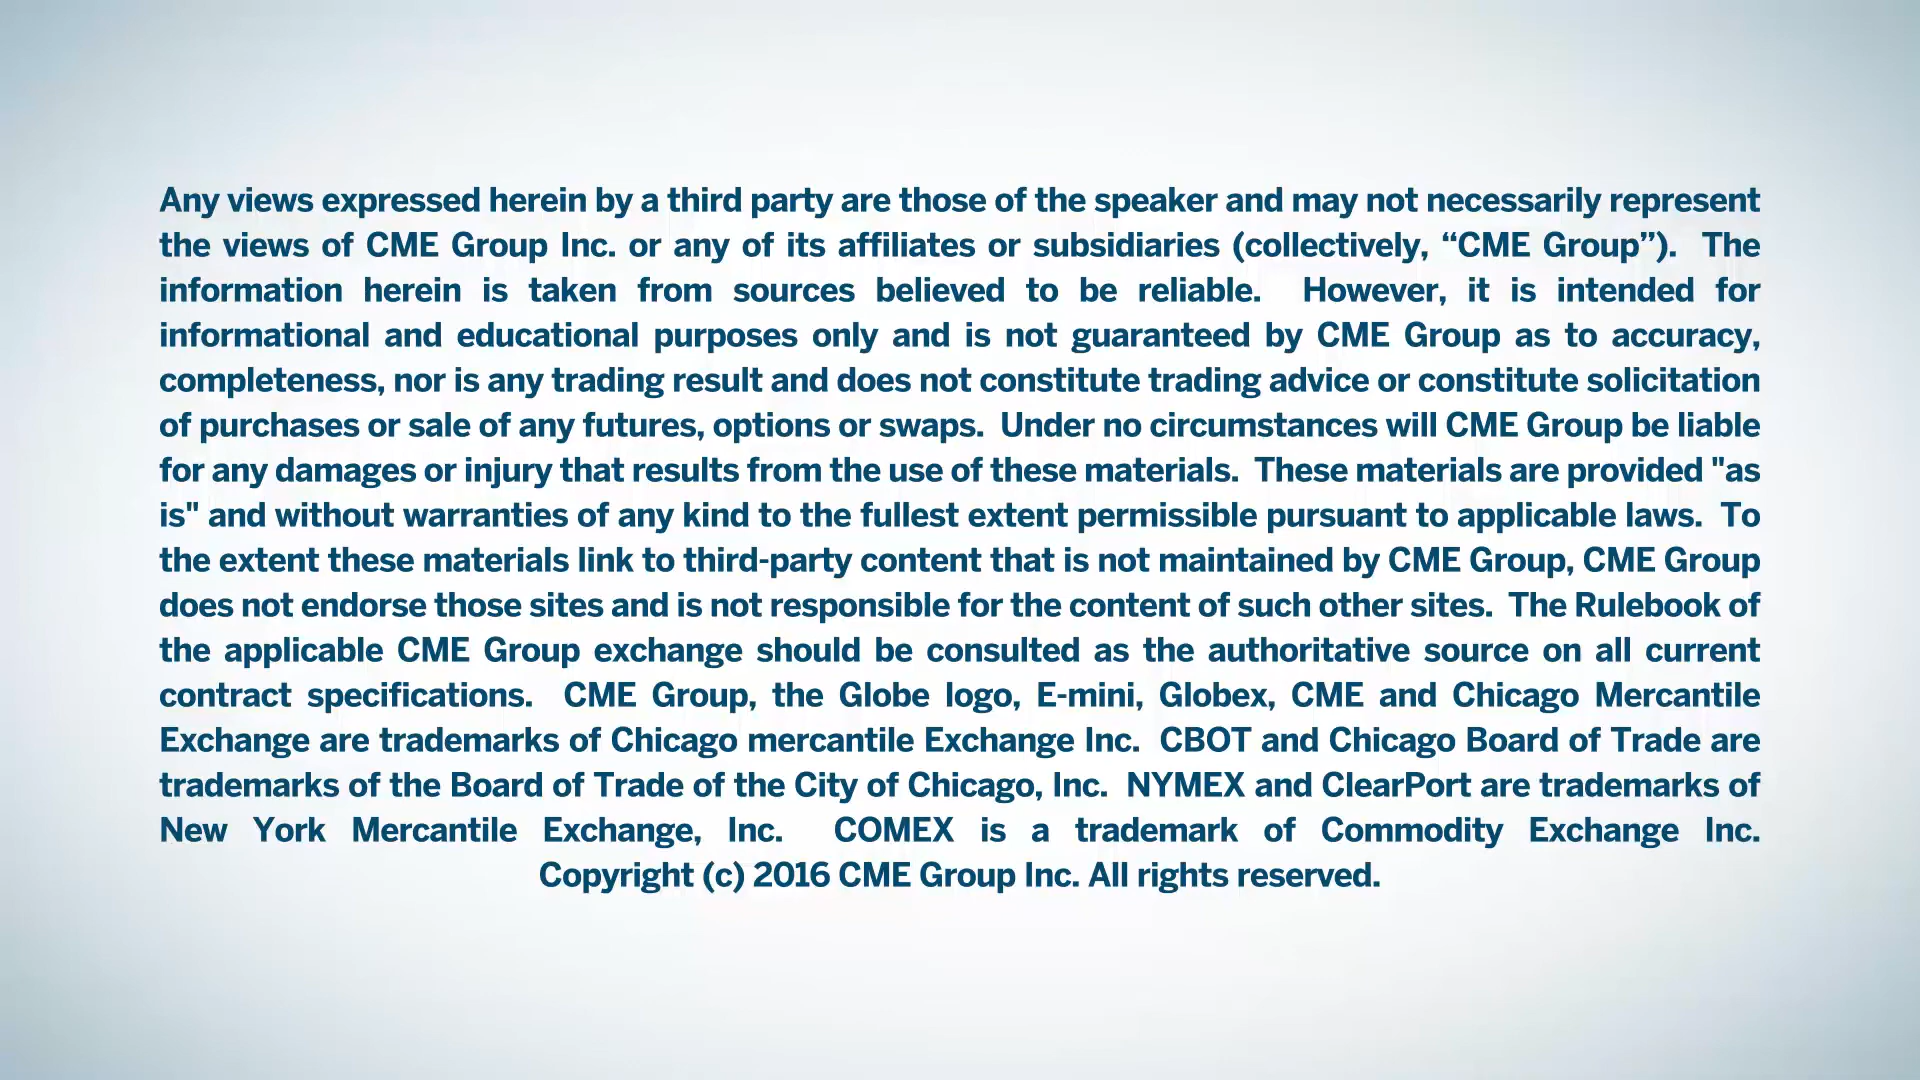 Any views expressed herein by a third party are those of the speaker and may not necessarily represent
the views of CME Group Inc. or any of its affiliates or subsidiaries (collectively, “CME Group”).  The
information herein is taken from sources believed to be reliable.  However, it is intended for
informational and educational purposes only and is not guaranteed by CME Group as to accuracy,
completeness, nor is any trading result and does not constitute trading advice or constitute solicitation
of purchases or sale of any futures, options or swaps.  Under no circumstances will CME Group be liable
for any damages or injury that results from the use of these materials.  These materials are provided "as
is" and without warranties of any kind to the fullest extent permissible pursuant to applicable laws.  To
the extent these materials link to third-party content that is not maintained by CME Group, CME Group
does not endorse those sites and is not responsible for the content of such other sites.  The Rulebook of
the applicable CME Group exchange should be consulted as the authoritative source on all current
contract specifications.  CME Group, the Globe logo, E-mini, Globex, CME and Chicago Mercantile
Exchange are trademarks of Chicago mercantile Exchange Inc.  CBOT and Chicago Board of Trade are
trademarks of the Board of Trade of the City of Chicago, Inc.  NYMEX and ClearPort are trademarks of
New York Mercantile Exchange, Inc.  COMEX is a trademark of Commodity Exchange Inc.
Copyright (c) 2016 CME Group Inc. All rights reserved.